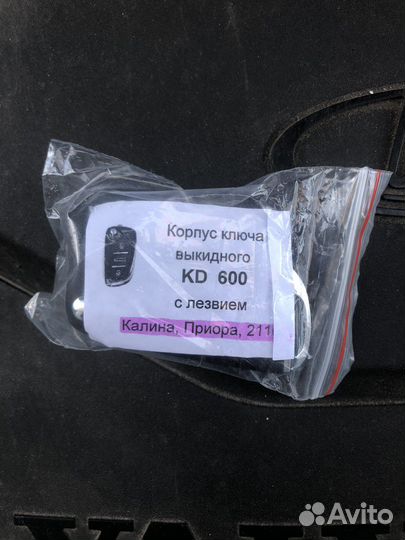 Корпус ключа
выкидного
KD 600
с лезвием
Калина, Приора, 211
Avito